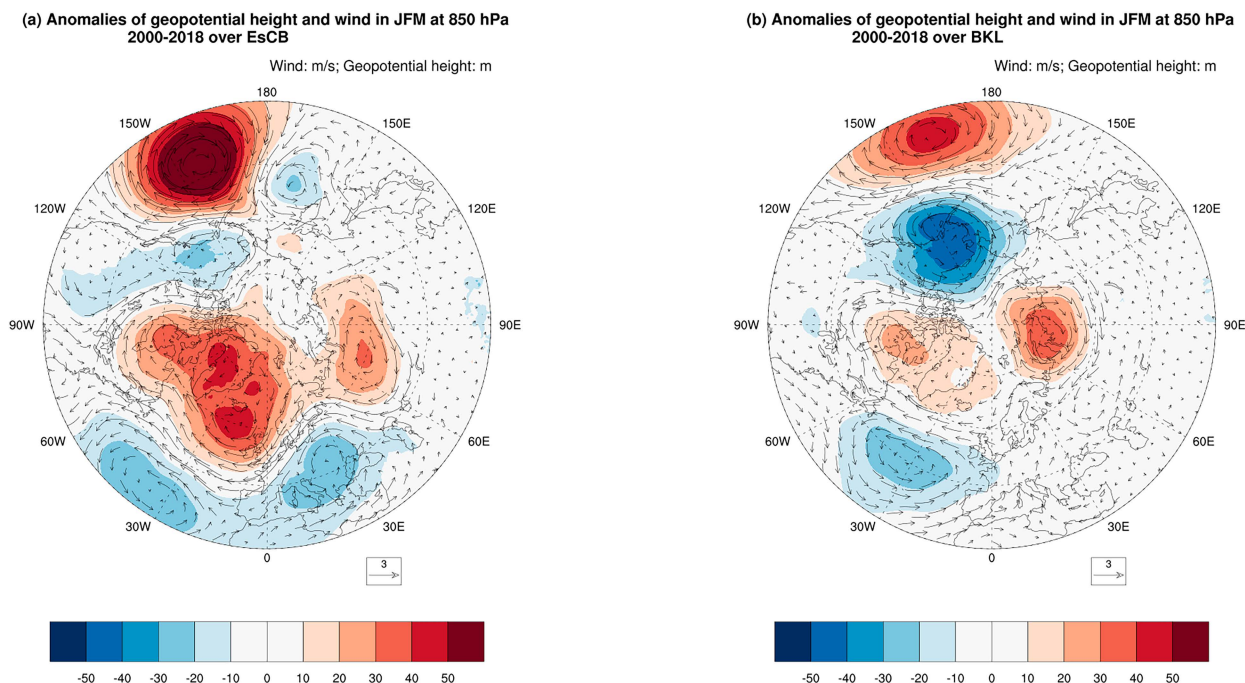 (a) Anomalies of geopotential height and wind in JFM at 850 hPa
2000-2018 over EsCB
Wind: m/s; Geopotential height: m
180
150W
150E
120W
120E
90W
90E
60W
60E
30W
30E
0
3
-50 -40 -30 -20 -10 0 10 20 30 40 50
(b) Anomalies of geopotential height and wind in JFM at 850 hPa
2000-2018 over BKL
Wind: m/s; Geopotential height: m
180
150W
150E
120W
120E
90W
90E
60W
60E
30W
30E
0
3
-50 -40 -30 -20 -10 0 10 20 30 40 50